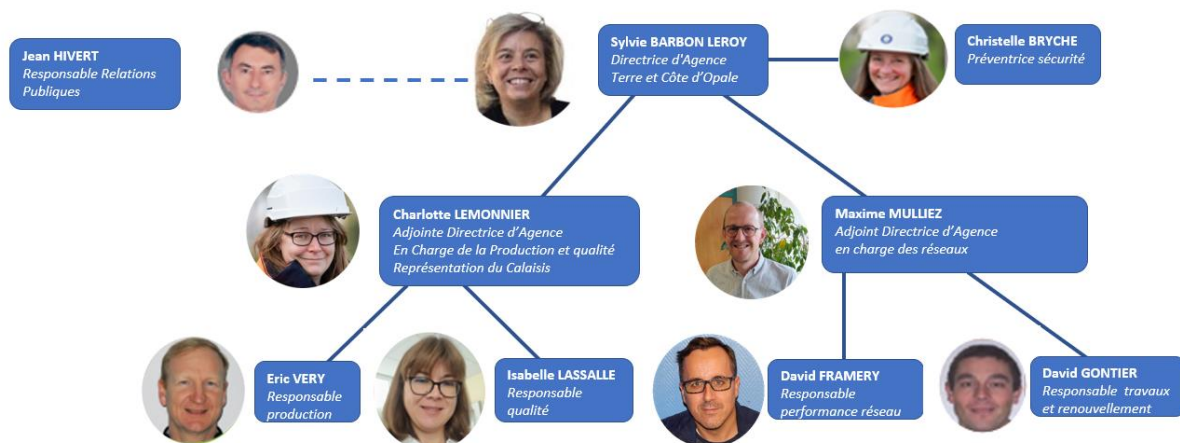 Jean HIVERT
Responsable Relations
Publiques
Sylvie BARBON LEROY
Directrice d'Agence
Terre et Côte d’Opale
Christelle BRYCHE
Préventrice sécurité
Charlotte LEMONNIER
Adjointe Directrice d’Agence
En Charge de la Production et qualité
Représentation du Calaisis
Maxime MULLIEZ
Adjoint Directrice d’Agence
en charge des réseaux
Eric VERY
Responsable
production
Isabelle LASSALLE
Responsable
qualité
David FRAMERY
Responsable
performance réseau
David GONTIER
Responsable travaux
et renouvellement